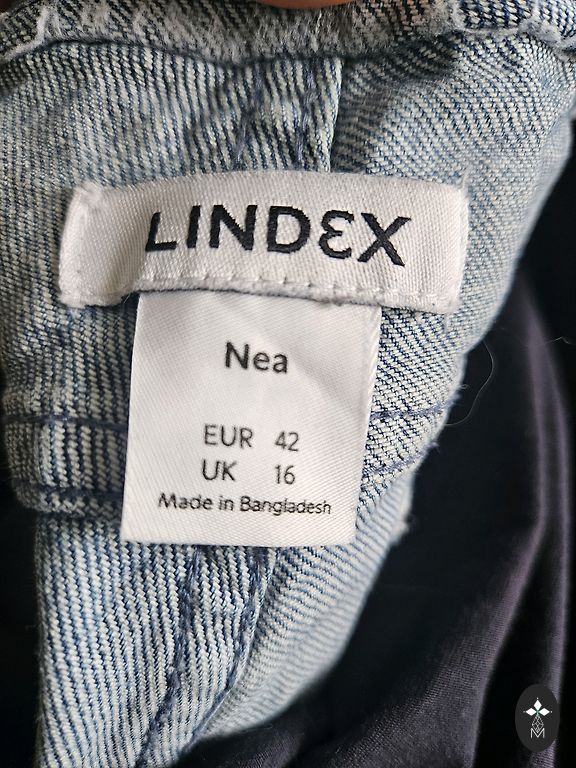 LINDEX
Nea
EUR 42
UK 16
Made in Bangladesh